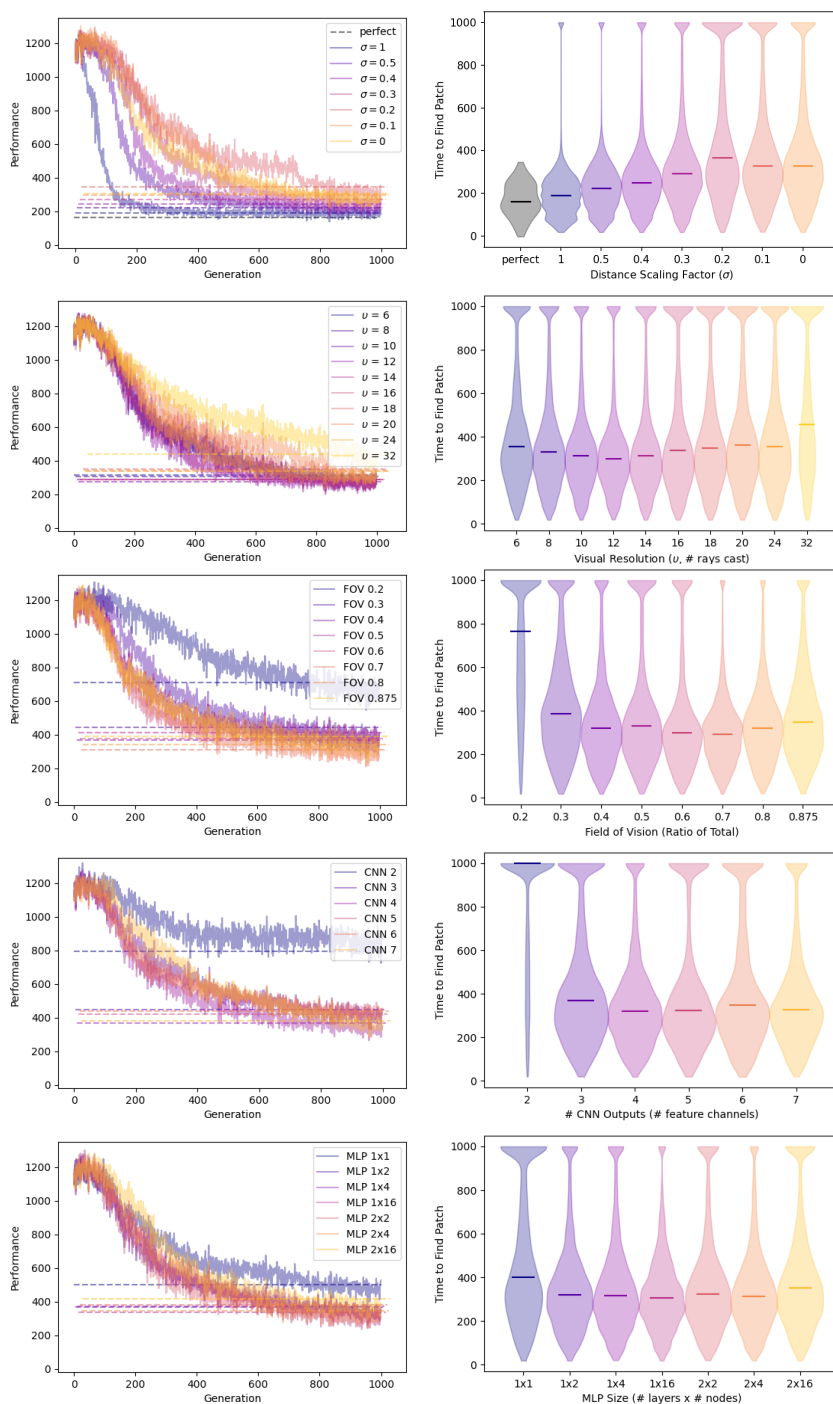 1200
1000
800
600
400
200
0
Performance
0 200 400 600 800 1000
Generation
perfect
σ = 1
σ = 0.5
σ = 0.4
σ = 0.3
σ = 0.2
σ = 0.1
σ = 0
1000
800
600
400
200
0
Time to Find Patch
perfect 1 0.5 0.4 0.3 0.2 0.1 0
Distance Scaling Factor (σ)
1200
1000
800
600
400
200
0
Performance
0 200 400 600 800 1000
Generation
υ = 6
υ = 8
υ = 10
υ = 12
υ = 14
υ = 16
υ = 18
υ = 20
υ = 24
υ = 32
1000
800
600
400
200
0
Time to Find Patch
6 8 10 12 14 16 18 20 24 32
Visual Resolution (υ, # rays cast)
1200
1000
800
600
400
200
0
Performance
0 200 400 600 800 1000
Generation
FOV 0.2
FOV 0.3
FOV 0.4
FOV 0.5
FOV 0.6
FOV 0.7
FOV 0.8
FOV 0.875
1000
800
600
400
200
0
Time to Find Patch
0.2 0.3 0.4 0.5 0.6 0.7 0.8 0.875
Field of Vision (Ratio of Total)
1200
1000
800
600
400
200
0
Performance
0 200 400 600 800 1000
Generation
CNN 2
CNN 3
CNN 4
CNN 5
CNN 6
CNN 7
1000
800
600
400
200
0
Time to Find Patch
2 3 4 5 6 7
# CNN Outputs (# feature channels)
1200
1000
800
600
400
200
0
Performance
0 200 400 600 800 1000
Generation
MLP 1x1
MLP 1x2
MLP 1x4
MLP 1x16
MLP 2x2
MLP 2x4
MLP 2x16
1000
800
600
400
200
0
Time to Find Patch
1x1 1x2 1x4 1x16 2x2 2x4 2x16
MLP Size (# layers x # nodes)